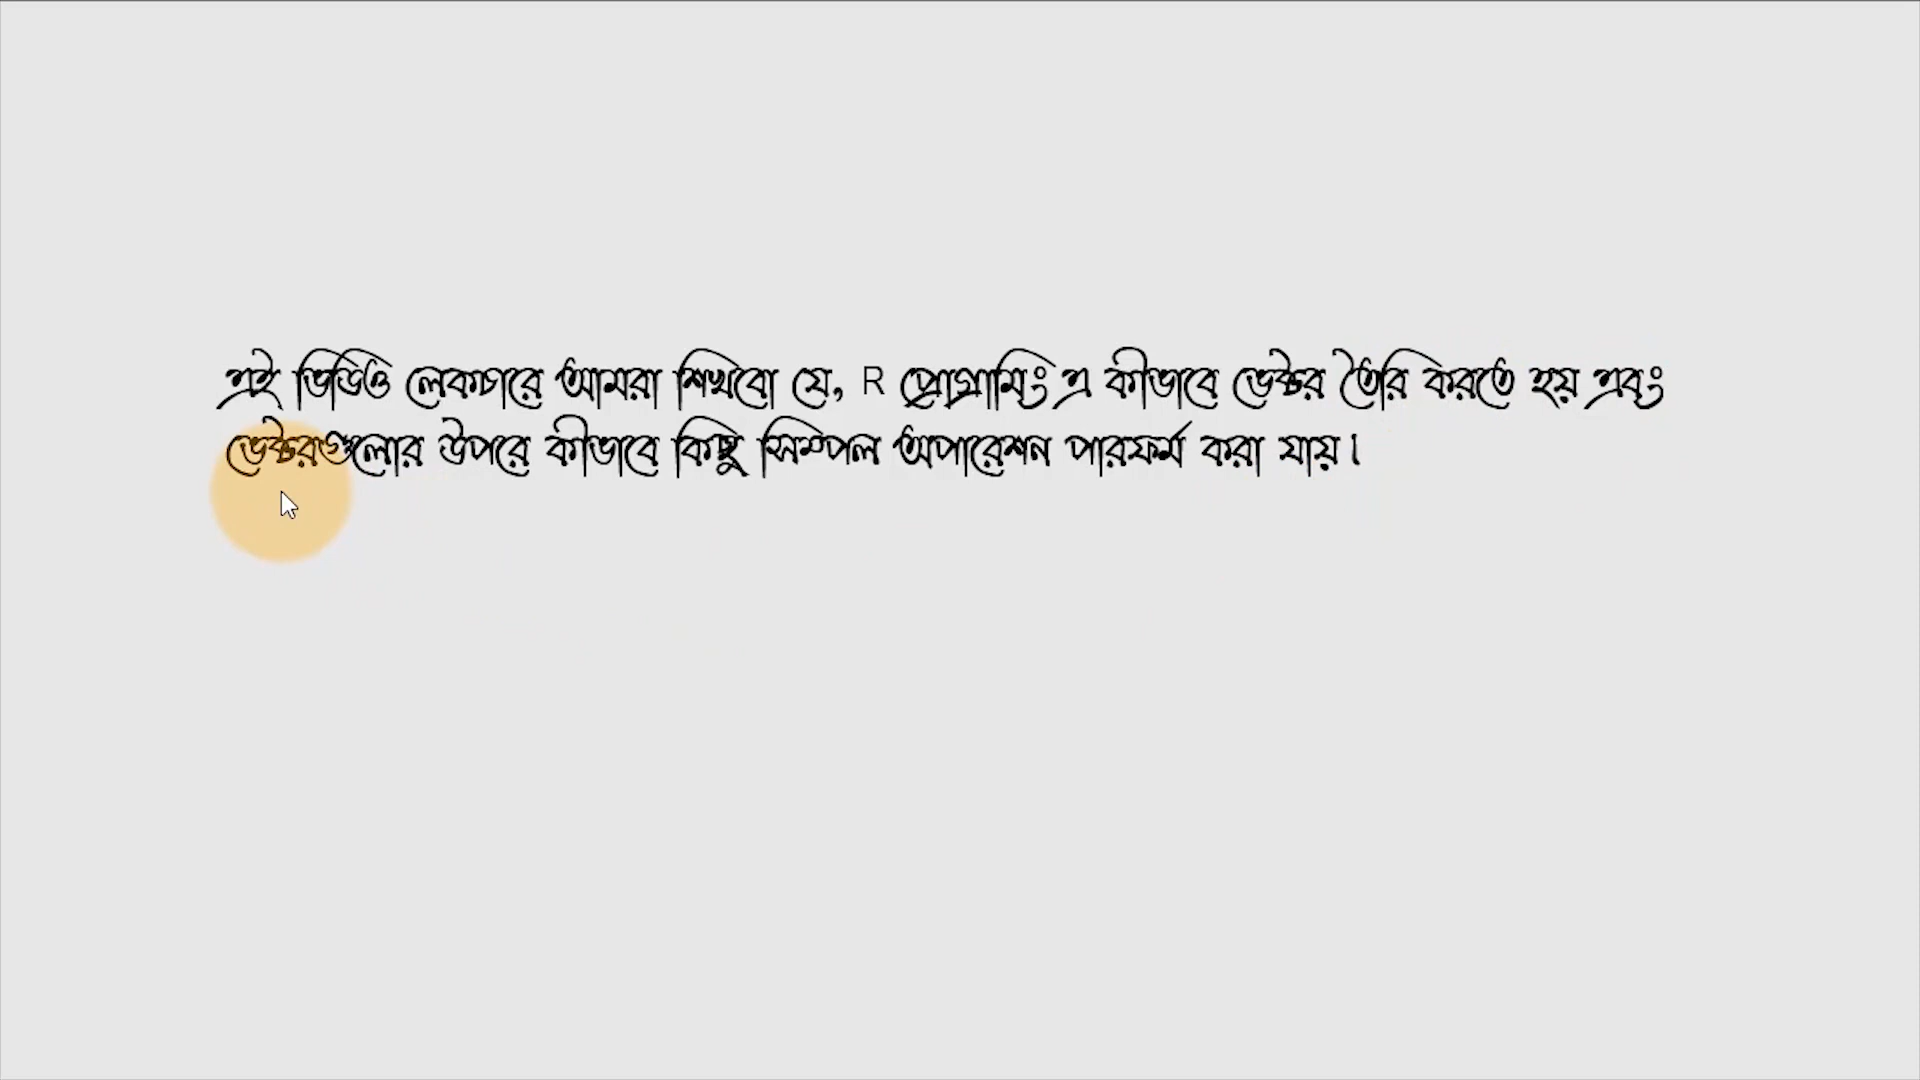 এই ভিডিও লেকচারে আমরা শিখবো যে, R প্রোগ্রামিং এ কীভাবে ভেক্টর তৈরি করতে হয় এবং
ভেক্টরগুলোর উপরে কীভাবে কিছু সিম্পল অপারেশন পারফর্ম করা যায়।